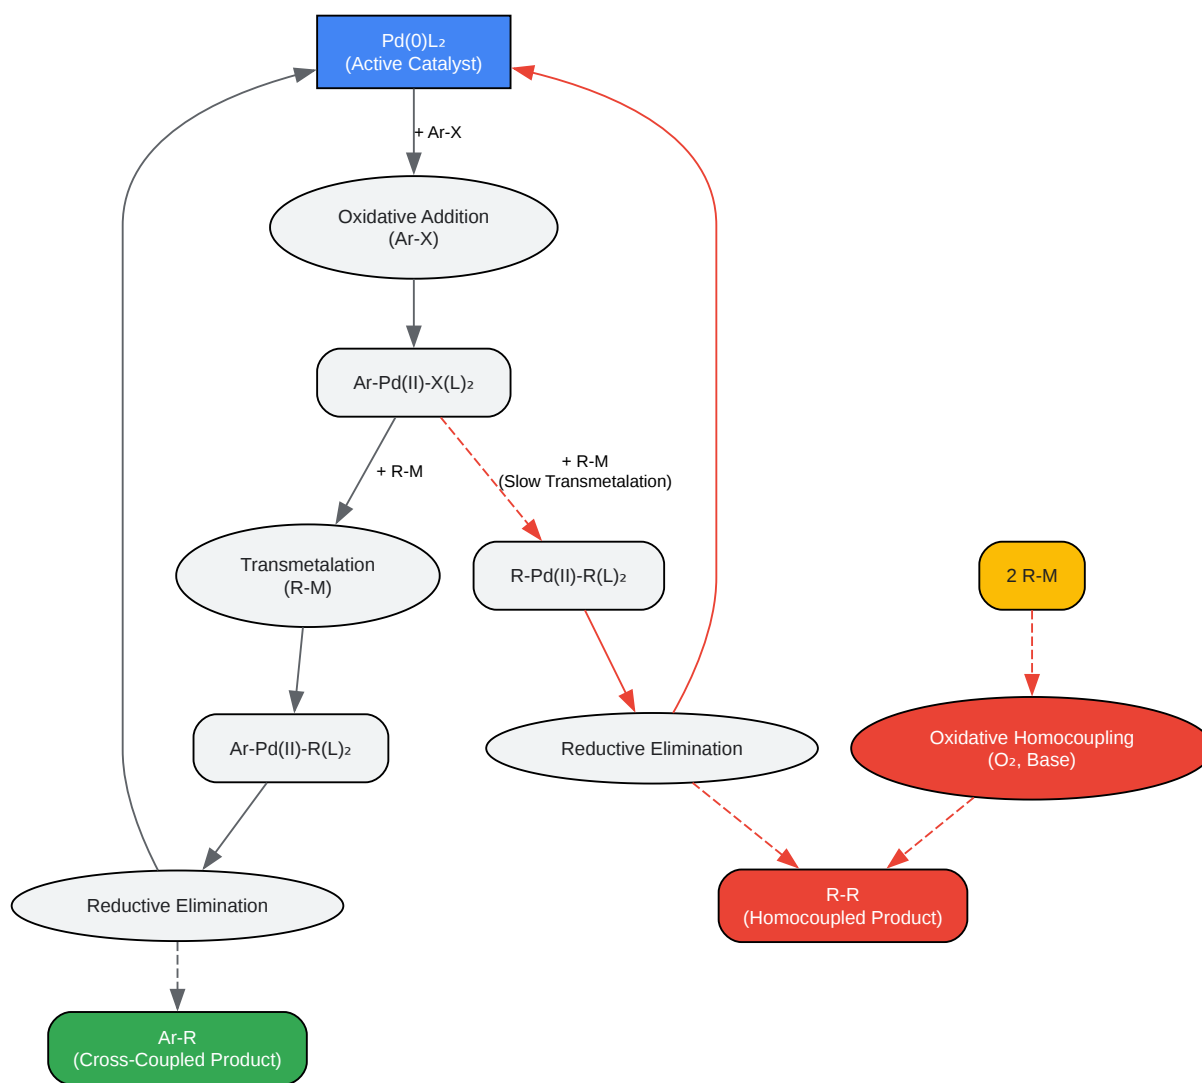 Pd(0)L₂
(Active Catalyst)
+ Ar-X
Oxidative Addition
(Ar-X)
Ar-Pd(II)-X(L)₂
+ R-M
+ R-M
(Slow Transmetalation)
Transmetalation
(R-M)
R-Pd(II)-R(L)₂
2 R-M
Ar-Pd(II)-R(L)₂
Reductive Elimination
Oxidative Homocoupling
(O₂, Base)
Reductive Elimination
R-R
(Homocoupled Product)
Ar-R
(Cross-Coupled Product)